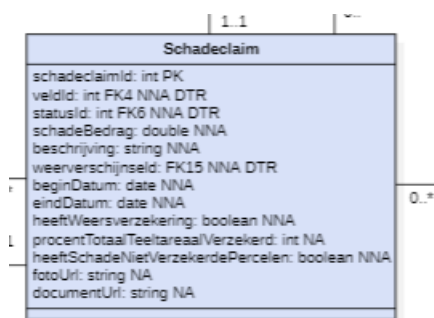 1..1
Schadeclaim
schadeclaimId: int PK
veldId: int FK4 NNA DTR
statusId: int FK6 NNA DTR
schadeBedrag: double NNA
beschrijving: string NNA
weerverschijnselId: FK15 NNA DTR
beginDatum: date NNA
eindDatum: date NNA
heeftWeersverzekering: boolean NNA
0..*
procentTotaalTeeltareaalVerzekerd: int NA
heeftSchadeNietVerzekerdePercelen: boolean NNA
fotoUrl: string NA
documentUrl: string NA